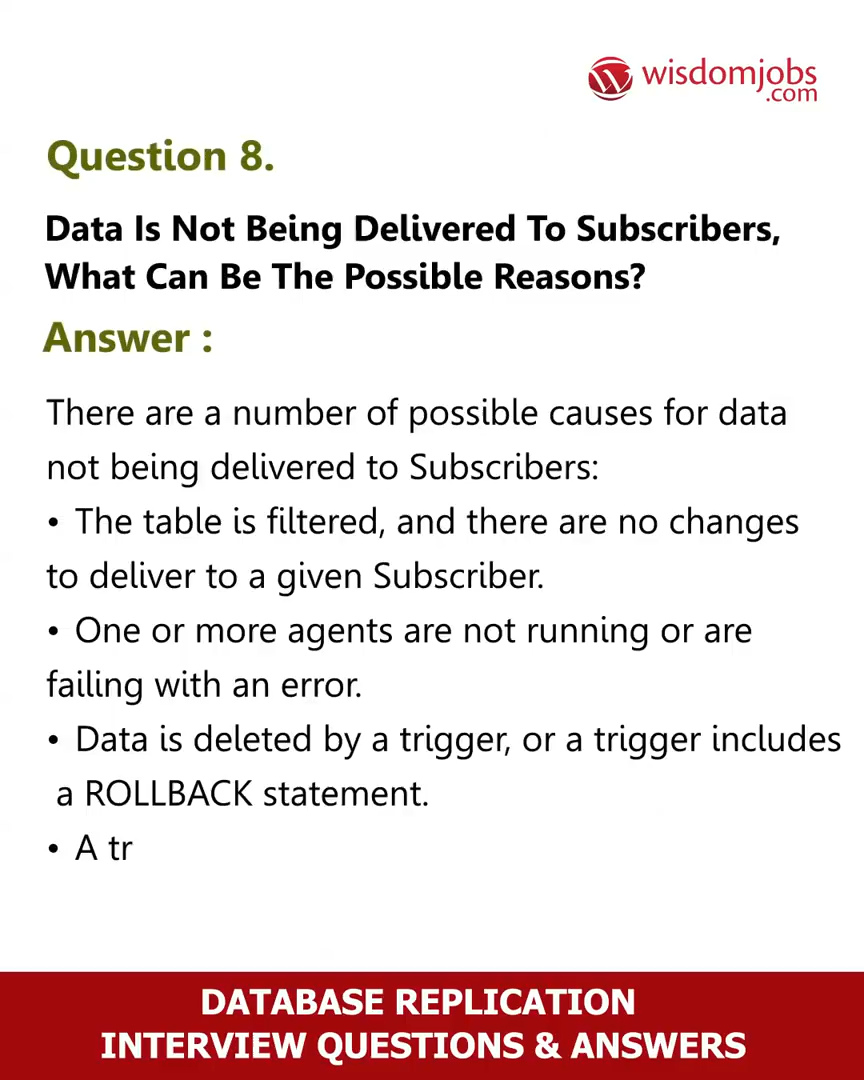 wisdomjobs
.com
Question 8.
Data Is Not Being Delivered To Subscribers,
What Can Be The Possible Reasons?
Answer :
There are a number of possible causes for data
not being delivered to Subscribers:
• The table is filtered, and there are no changes
to deliver to a given Subscriber.
• One or more agents are not running or are
failing with an error.
• Data is deleted by a trigger, or a trigger includes
a ROLLBACK statement.
• A tr
DATABASE REPLICATION
INTERVIEW QUESTIONS & ANSWERS